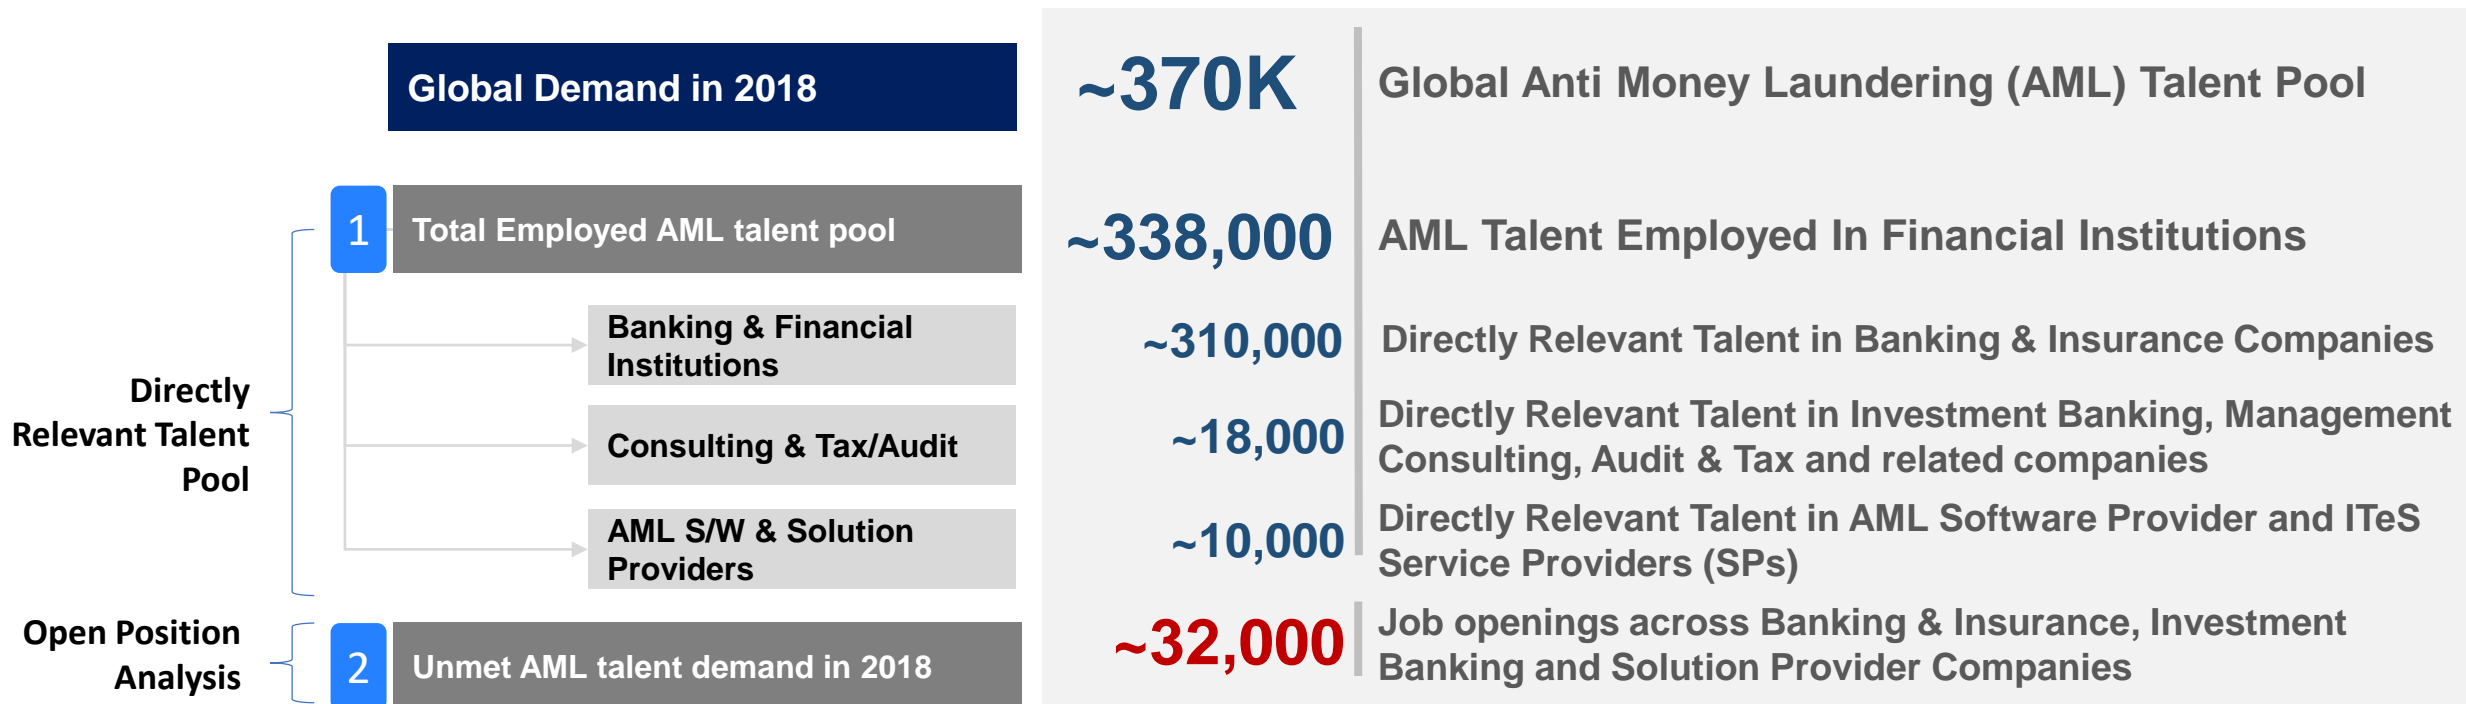 Global Demand in 2018
~370K
Global Anti Money Laundering (AML) Talent Pool
1
Total Employed AML talent pool
~338,000
AML Talent Employed In Financial Institutions
Banking & Financial
Institutions
~310,000
Directly Relevant Talent in Banking & Insurance Companies
Directly
Relevant Talent
Pool
Consulting & Tax/Audit
~18,000
Directly Relevant Talent in Investment Banking, Management
Consulting, Audit & Tax and related companies
AML S/W & Solution
Providers
~10,000
Directly Relevant Talent in AML Software Provider and ITeS
Service Providers (SPs)
Open Position
Analysis
2
Unmet AML talent demand in 2018
~32,000
Job openings across Banking & Insurance, Investment
Banking and Solution Provider Companies